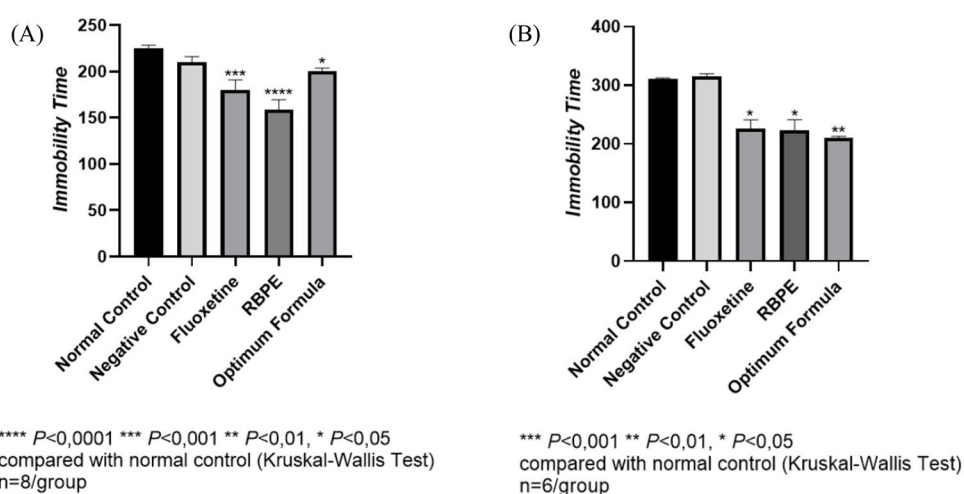 (A)
250
200
150
100
50
0
Immobility Time
***
****
*
Normal Control
Negative Control
Fluoxetine
RBPE
Optimum Formula
**** P<0,0001 *** P<0,001 ** P<0,01, * P<0,05
compared with normal control (Kruskal-Wallis Test)
n=8/group
(B)
400
300
200
100
0
Immobility Time
*
*
**
Normal Control
Negative Control
Fluoxetine
RBPE
Optimum Formula
*** P<0,001 ** P<0,01, * P<0,05
compared with normal control (Kruskal-Wallis Test)
n=6/group